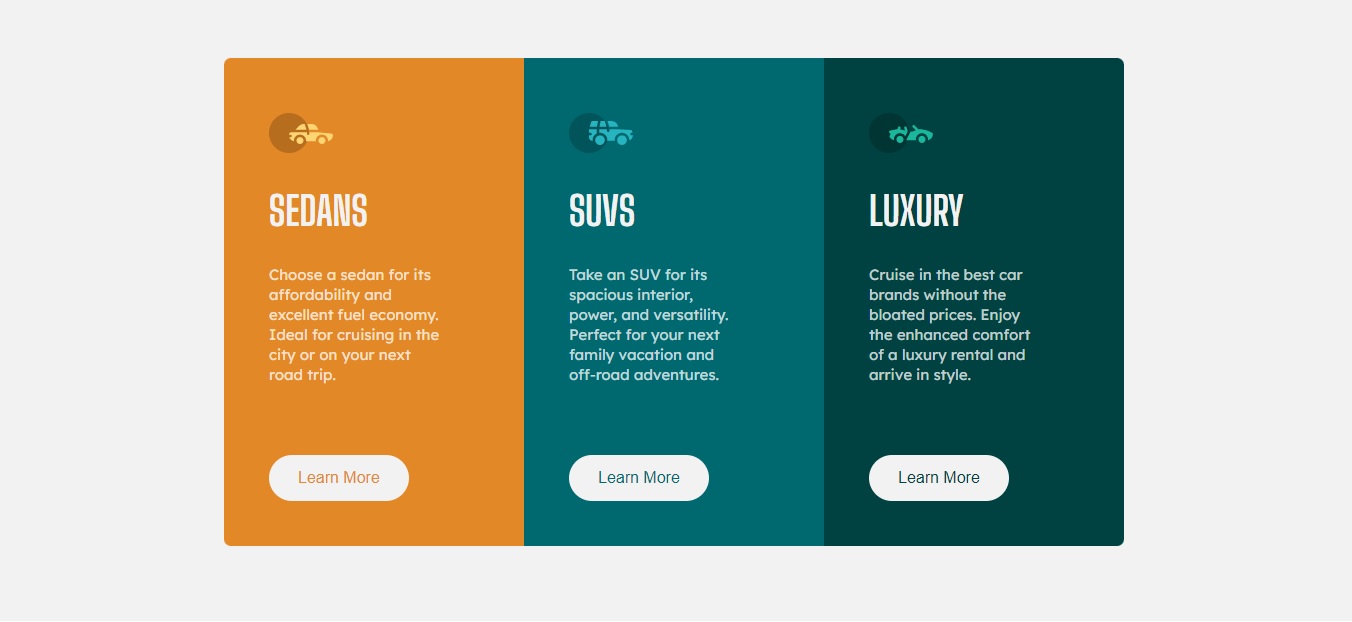 SEDANS
Choose a sedan for its
affordability and
excellent fuel economy.
Ideal for cruising in the
city or on your next
road trip.
Learn More
SUVS
Take an SUV for its
spacious interior,
power, and versatility.
Perfect for your next
family vacation and
off-road adventures.
Learn More
LUXURY
Cruise in the best car
brands without the
bloated prices. Enjoy
the enhanced comfort
of a luxury rental and
arrive in style.
Learn More